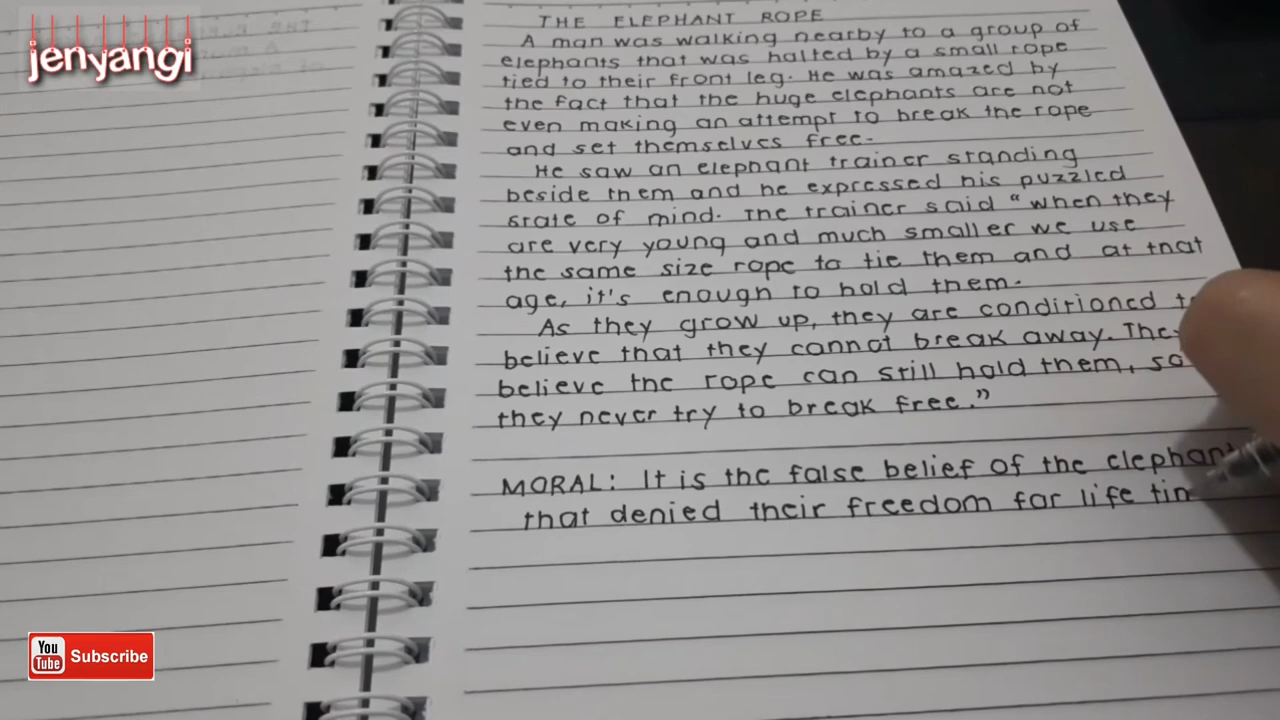 jenyangi
THE ELEPHANT ROPE
A man was walking nearby to a group of
elephants that was halted by a small rope
tied to their front leg. He was amazed by
the fact that the huge elephants are not
even making an attempt to break the rope
and set themselves free.
He saw an elephant trainer standing
beside them and he expressed his puzzled
state of mind. The trainer said "when they
are very young and much smaller we use
the same size rope to tie them and at that
age, it's enough to hold them.
As they grow up, they are conditioned t
believe that they cannot break away. They
believe the rope can still hold them, so
they never try to break free."
MORAL: It is the false belief of the elephant
that denied their freedom for life tim
You
Tube Subscribe